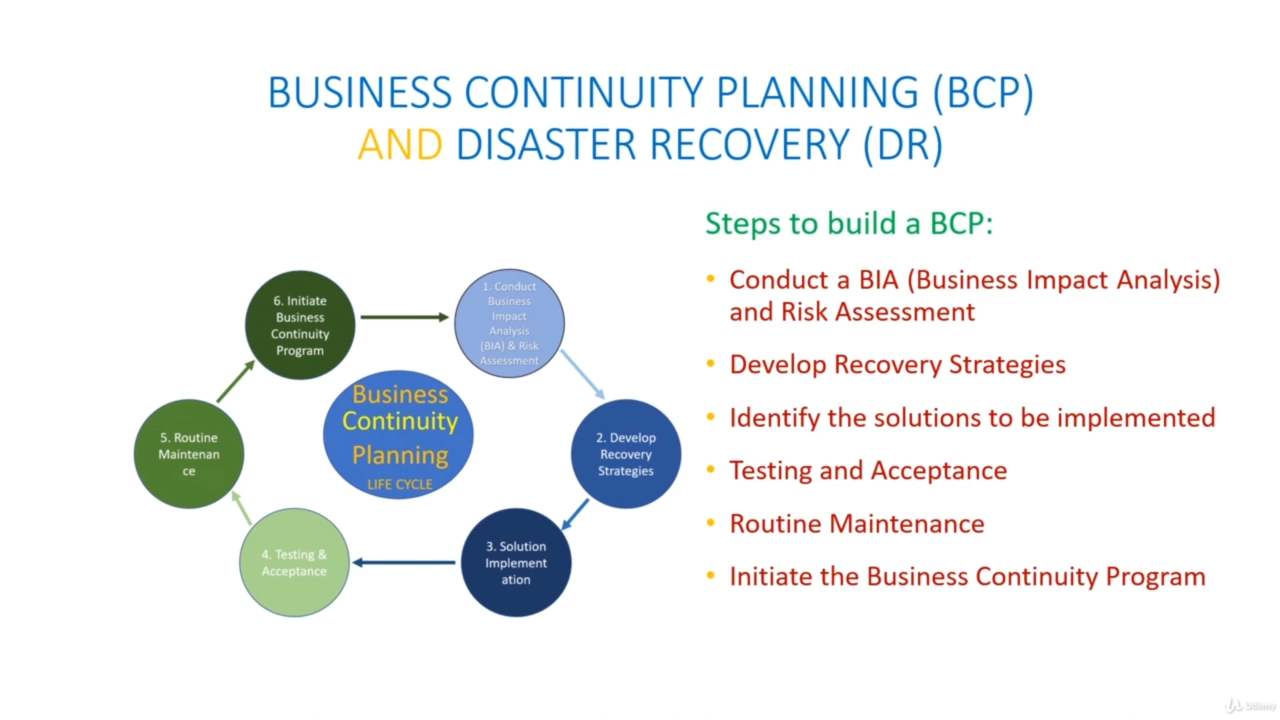 BUSINESS CONTINUITY PLANNING (BCP)
AND DISASTER RECOVERY (DR)
Steps to build a BCP:
• Conduct a BIA (Business Impact Analysis)
and Risk Assessment
• Develop Recovery Strategies
• Identify the solutions to be implemented
• Testing and Acceptance
• Routine Maintenance
• Initiate the Business Continuity Program
1. Conduct
Business
Impact
Analysis
(BIA) & Risk
Assessment
2. Develop
Recovery
Strategies
3. Solution
Implement
ation
4. Testing &
Acceptance
5. Routine
Maintenan
ce
6. Initiate
Business
Continuity
Program
Business
Continuity
Planning
LIFE CYCLE
Udemy